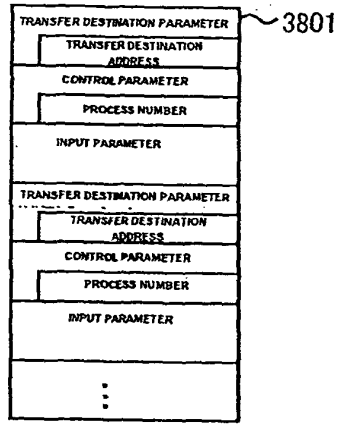 TRANSFER DESTINATION PARAMETER
3801
TRANSFER DESTINATION
ADDRESS
CONTROL PARAMETER
PROCESS NUMBER
INPUT PARAMETER
TRANSFER DESTINATION PARAMETER
TRANSFER DESTINATION
ADDRESS
CONTROL PARAMETER
PROCESS NUMBER
INPUT PARAMETER